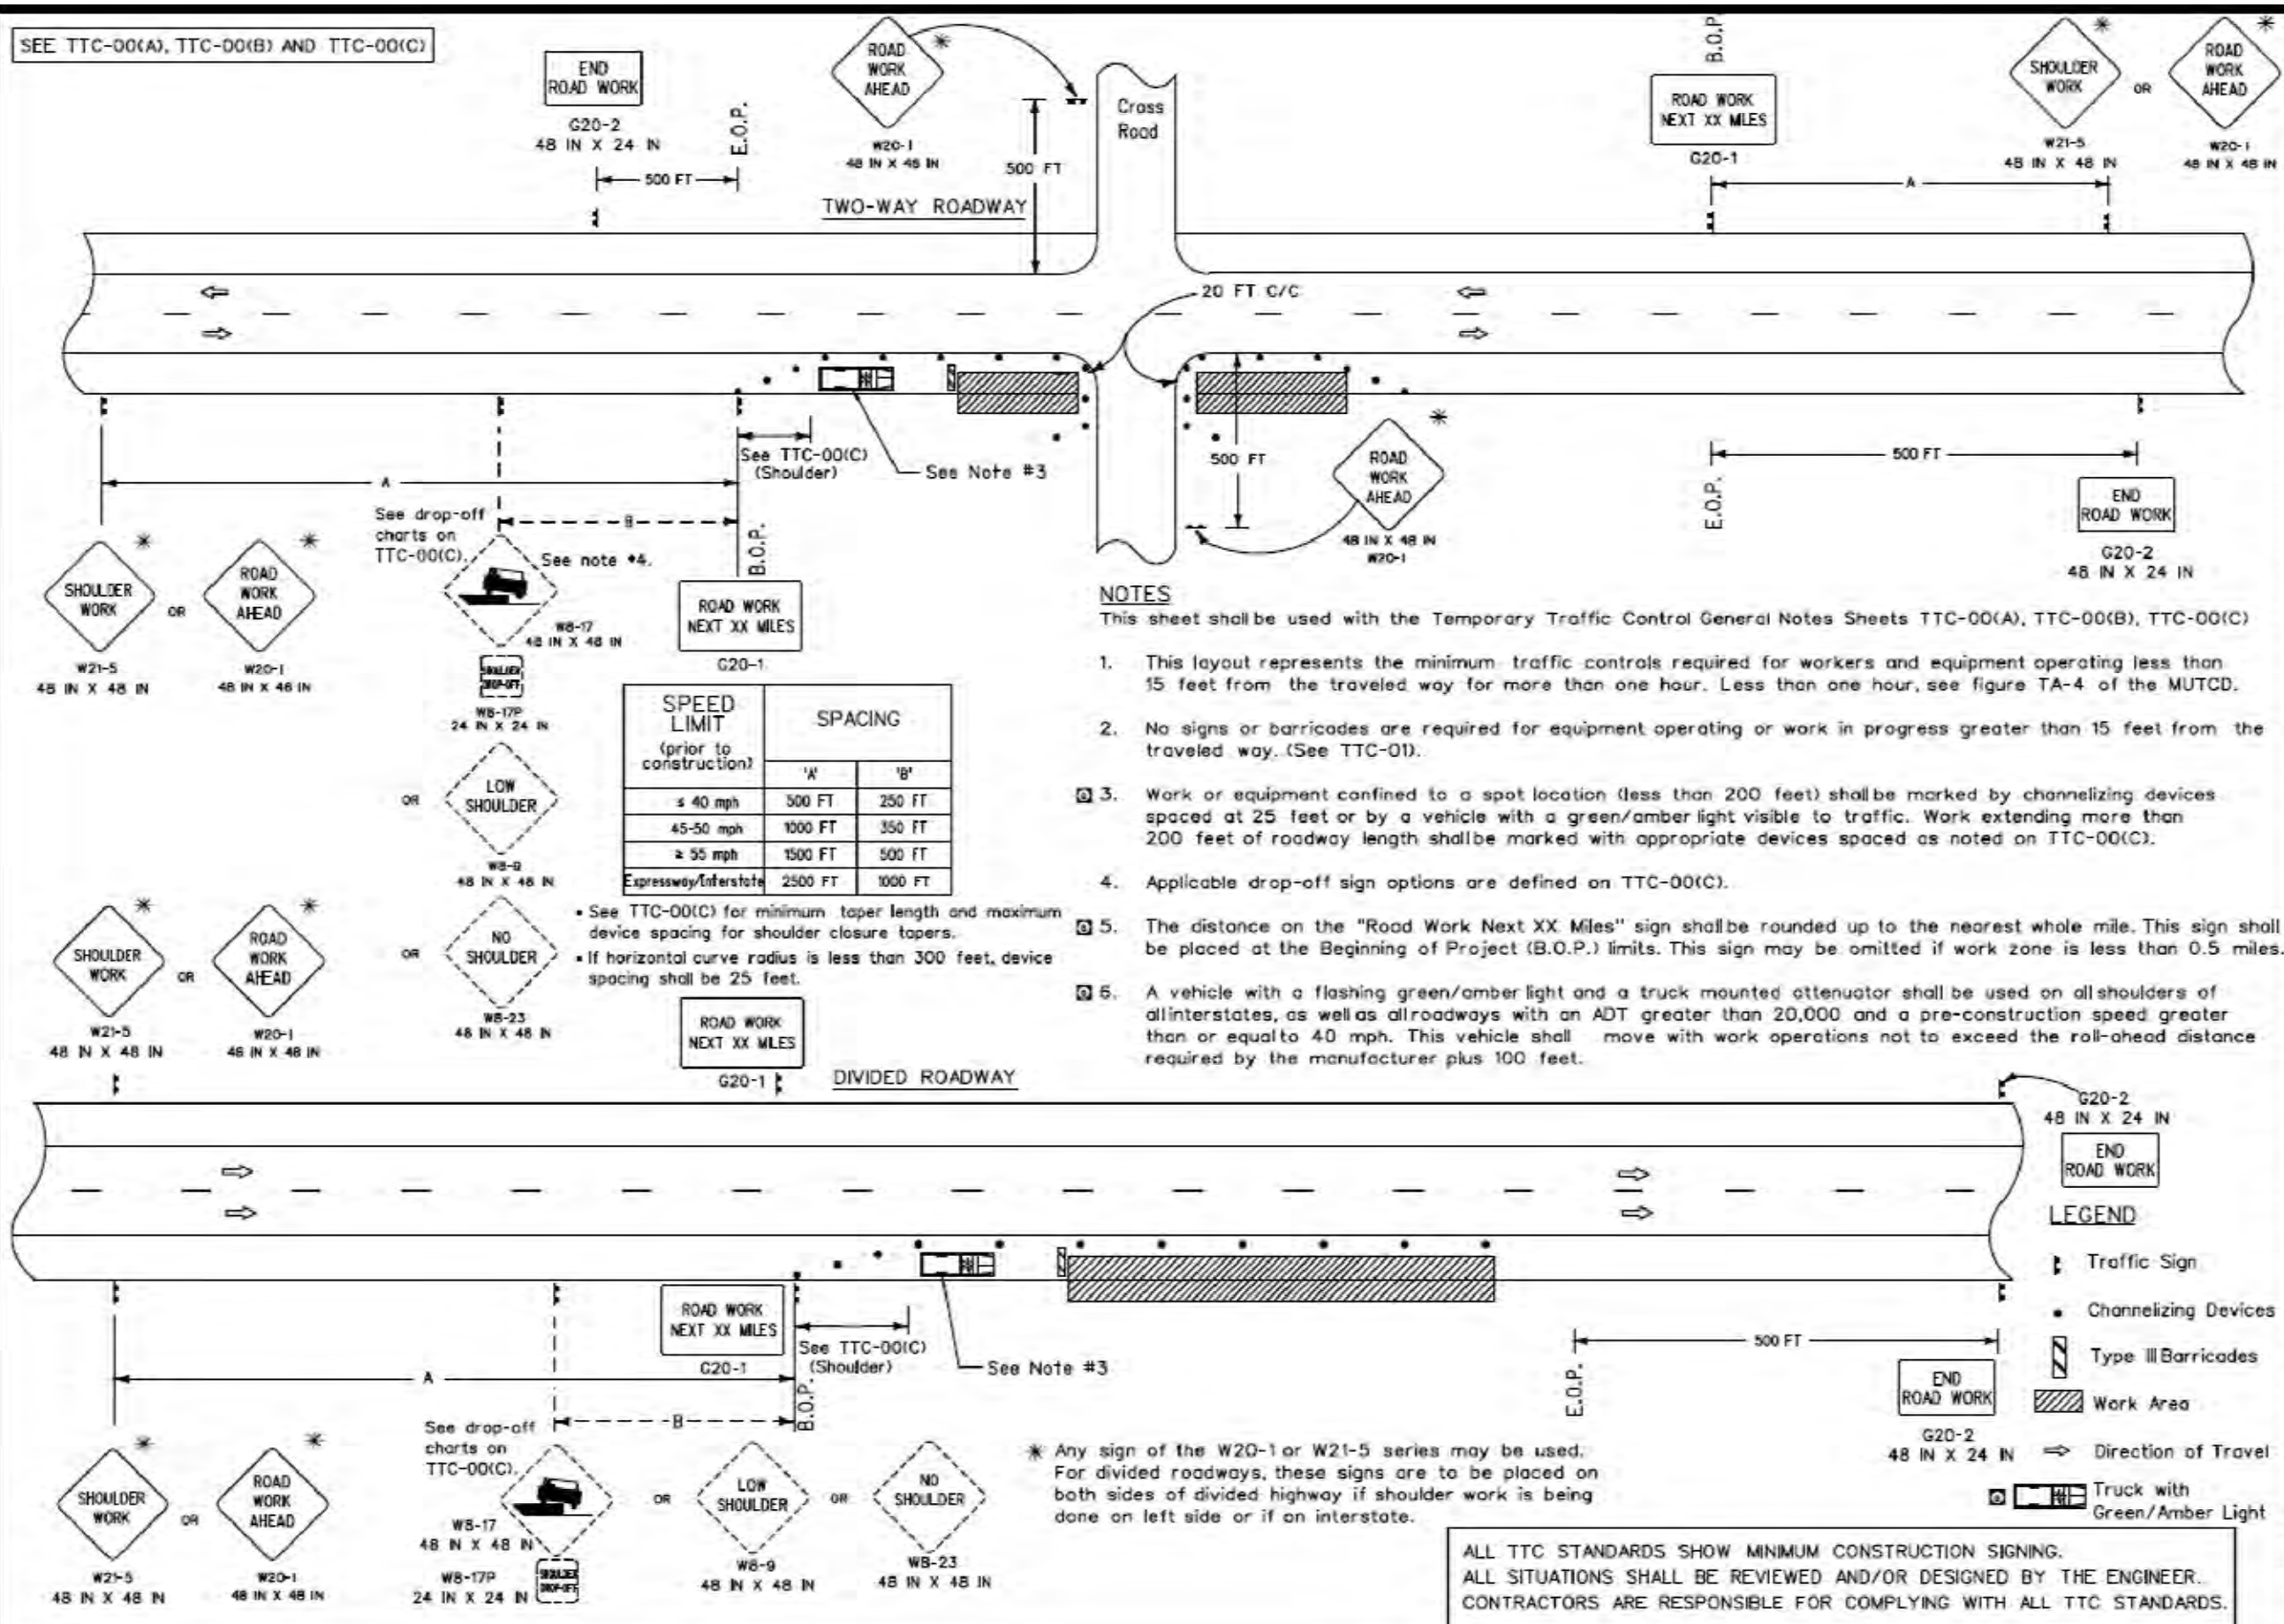 SEE TTC-00(A), TTC-00(B) AND TTC-00(C)
END
ROAD WORK
G20-2
48 IN X 24 IN
E.O.P.
500 FT
ROAD
WORK
AHEAD
*
W20-1
48 IN X 48 IN
500 FT
Cross
Road
TWO-WAY ROADWAY
B.O.P.
ROAD WORK
NEXT XX MILES
G20-1
A
SHOULDER
WORK
*
W21-5
48 IN X 48 IN
OR
ROAD
WORK
AHEAD
*
W20-1
48 IN X 48 IN
20 FT C/C
See TTC-00(C)
(Shoulder)
See Note #3
500 FT
ROAD
WORK
AHEAD
*
48 IN X 48 IN
W20-1
E.O.P.
500 FT
END
ROAD WORK
G20-2
48 IN X 24 IN
A
SHOULDER
WORK
*
W21-5
48 IN X 48 IN
OR
ROAD
WORK
AHEAD
*
W20-1
48 IN X 48 IN
See drop-off
charts on
TTC-00(C).
B
See note #4.
W8-17
48 IN X 48 IN
SHOULDER
DROP-OFF
W8-17P
24 IN X 24 IN
OR
LOW
SHOULDER
W8-9
48 IN X 48 IN
OR
NO
SHOULDER
W8-23
48 IN X 48 IN
B.O.P.
ROAD WORK
NEXT XX MILES
G20-1
SPEED
LIMIT
(prior to
construction)
SPACING
'A' 'B'
≤ 40 mph 500 FT 250 FT
45-50 mph 1000 FT 350 FT
≥ 55 mph 1500 FT 500 FT
Expressway/Interstate 2500 FT 1000 FT
• See TTC-00(C) for minimum taper length and maximum
device spacing for shoulder closure tapers.
• If horizontal curve radius is less than 300 feet, device
spacing shall be 25 feet.
NOTES
This sheet shall be used with the Temporary Traffic Control General Notes Sheets TTC-00(A), TTC-00(B), TTC-00(C)
1. This layout represents the minimum traffic controls required for workers and equipment operating less than
15 feet from the traveled way for more than one hour. Less than one hour, see figure TA-4 of the MUTCD.
2. No signs or barricades are required for equipment operating or work in progress greater than 15 feet from the
traveled way. (See TTC-01).
3. Work or equipment confined to a spot location (less than 200 feet) shall be marked by channelizing devices
spaced at 25 feet or by a vehicle with a green/amber light visible to traffic. Work extending more than
200 feet of roadway length shall be marked with appropriate devices spaced as noted on TTC-00(C).
4. Applicable drop-off sign options are defined on TTC-00(C).
5. The distance on the "Road Work Next XX Miles" sign shall be rounded up to the nearest whole mile. This sign shall
be placed at the Beginning of Project (B.O.P.) limits. This sign may be omitted if work zone is less than 0.5 miles.
6. A vehicle with a flashing green/amber light and a truck mounted attenuator shall be used on all shoulders of
all interstates, as well as all roadways with an ADT greater than 20,000 and a pre-construction speed greater
than or equal to 40 mph. This vehicle shall move with work operations not to exceed the roll-ahead distance
required by the manufacturer plus 100 feet.
SHOULDER
WORK
*
W21-5
48 IN X 48 IN
OR
ROAD
WORK
AHEAD
*
W20-1
48 IN X 48 IN
ROAD WORK
NEXT XX MILES
G20-1
DIVIDED ROADWAY
G20-2
48 IN X 24 IN
END
ROAD WORK
ROAD WORK
NEXT XX MILES
G20-1
See TTC-00(C)
(Shoulder)
See Note #3
B.O.P.
A
B
E.O.P.
500 FT
END
ROAD WORK
G20-2
48 IN X 24 IN
SHOULDER
WORK
*
W21-5
48 IN X 48 IN
OR
ROAD
WORK
AHEAD
*
W20-1
48 IN X 48 IN
See drop-off
charts on
TTC-00(C).
W8-17
48 IN X 48 IN
W8-17P
24 IN X 24 IN
SHOULDER
DROP-OFF
OR
LOW
SHOULDER
W8-9
48 IN X 48 IN
OR
NO
SHOULDER
W8-23
48 IN X 48 IN
* Any sign of the W20-1 or W21-5 series may be used.
For divided roadways, these signs are to be placed on
both sides of divided highway if shoulder work is being
done on left side or if on interstate.
LEGEND
Traffic Sign
Channelizing Devices
Type III Barricades
Work Area
Direction of Travel
Truck with
Green/Amber Light
ALL TTC STANDARDS SHOW MINIMUM CONSTRUCTION SIGNING.
ALL SITUATIONS SHALL BE REVIEWED AND/OR DESIGNED BY THE ENGINEER.
CONTRACTORS ARE RESPONSIBLE FOR COMPLYING WITH ALL TTC STANDARDS.